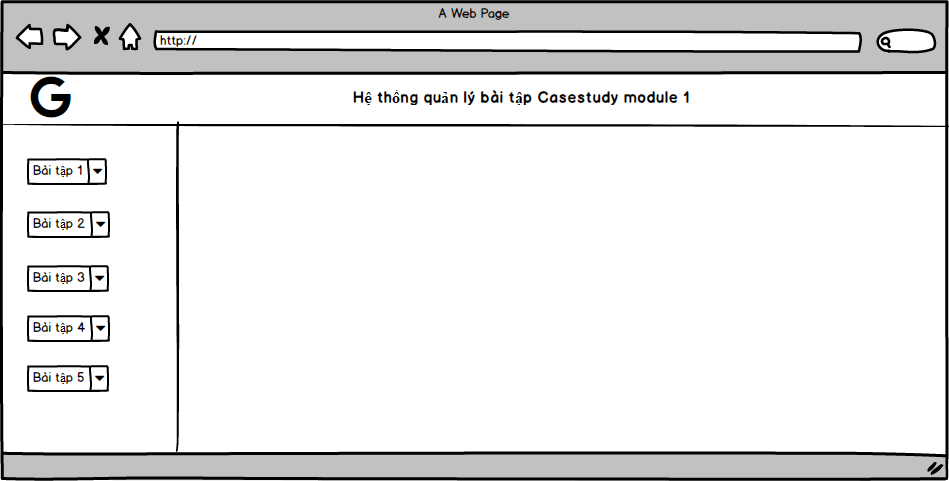 A Web Page
http://
G
Hệ thống quản lý bài tập Casestudy module 1
Bài tập 1
Bài tập 2
Bài tập 3
Bài tập 4
Bài tập 5